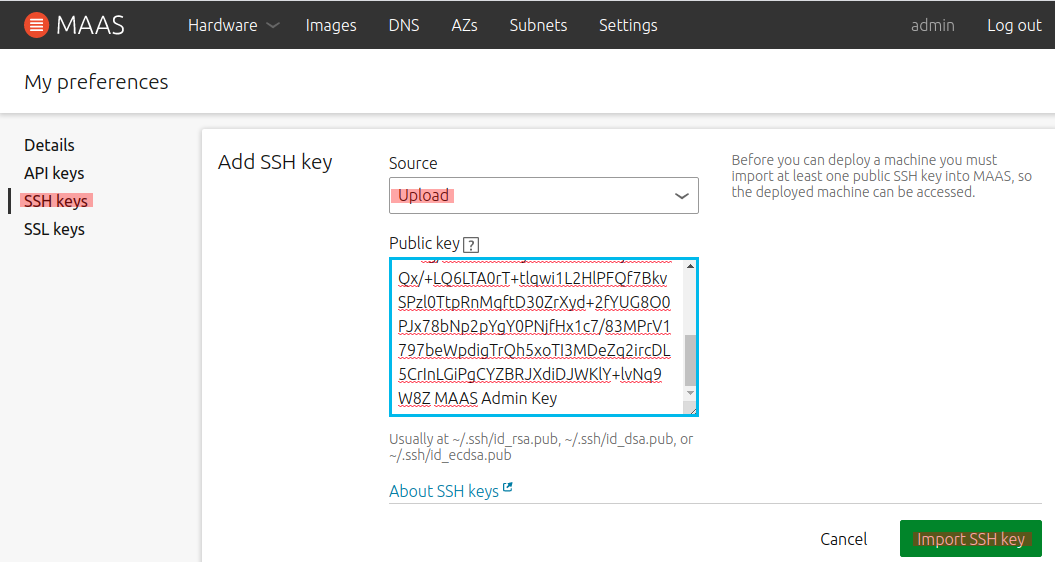 MAAS Hardware Images DNS AZs Subnets Settings admin Log out
My preferences
Details
API keys
SSH keys
SSL keys
Add SSH key
Source
Upload
Public key ?
Qx/+LQ6LTA0rT+tlqwi1L2HlPFQf7Bkv
SPzl0TtpRnMqftD30ZrXyd+2fYUG8O0
PJx78bNp2pYgY0PNjfHx1c7/83MPrV1
797beWpdigTrQh5xoTI3MDeZq2ircDL
5CrInLGiPgCYZBRJXdiDJWKlY+lvNq9
W8Z MAAS Admin Key
Usually at ~/.ssh/id_rsa.pub, ~/.ssh/id_dsa.pub, or
~/.ssh/id_ecdsa.pub
About SSH keys
Before you can deploy a machine you must
import at least one public SSH key into MAAS, so
the deployed machine can be accessed.
Cancel Import SSH key